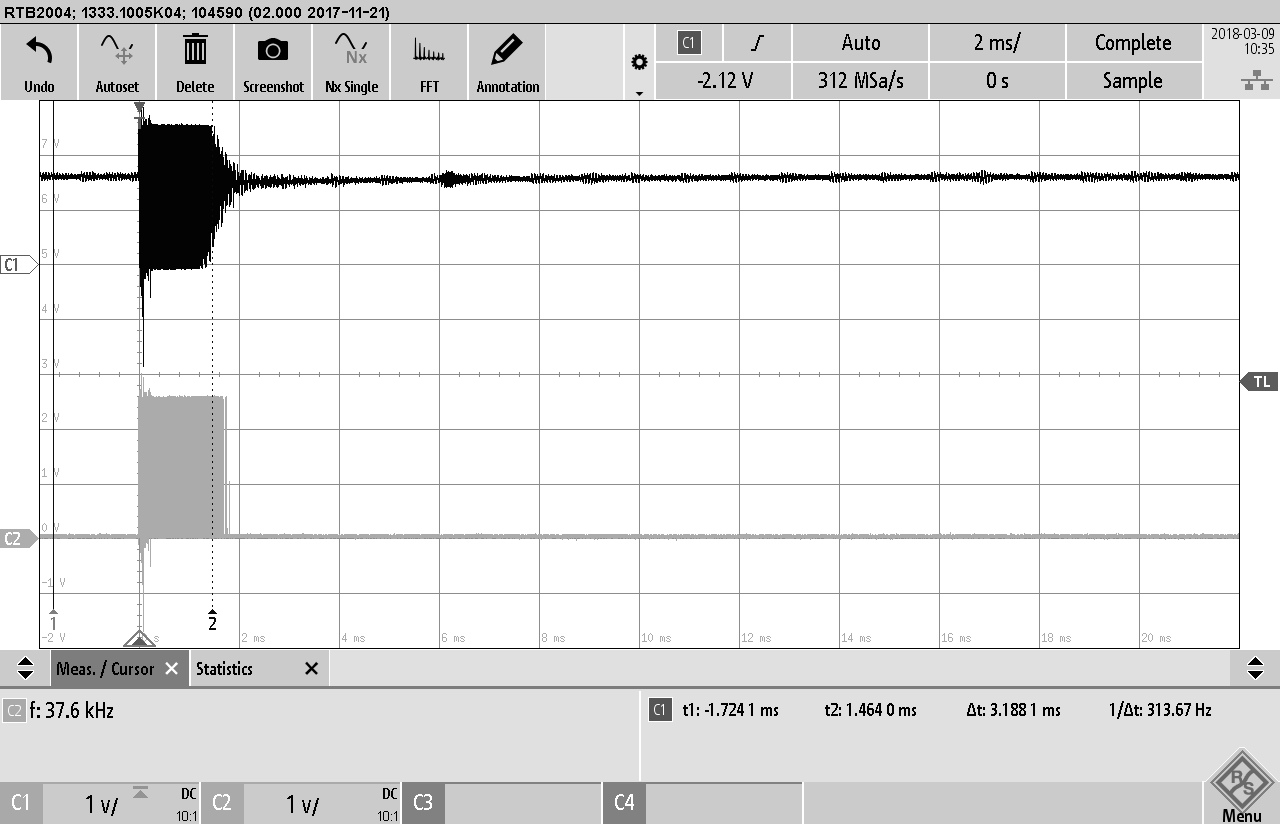 RTB2004; 1333.1005K04; 104590 (02.000 2017-11-21)
Undo Autoset Delete Screenshot Nx Single FFT Annotation
Nx
C1 Auto 2 ms/ Complete 2018-03-09
10:35
-2.12 V 312 MSa/s 0 s Sample
7 V
6 V
C1 5 V
4 V
3 V
TL
2 V
1 V
C2 0 V
-1 V
1 2
-2 V s 2 ms 4 ms 6 ms 8 ms 10 ms 12 ms 14 ms 16 ms 18 ms 20 ms
Meas. / Cursor Statistics
C2 f: 37.6 kHz C1 t1: -1.724 1 ms t2: 1.464 0 ms Δt: 3.188 1 ms 1/Δt: 313.67 Hz
C1 1 V/ DC 10:1 C2 1 V/ DC 10:1 C3 C4
R S
Menu